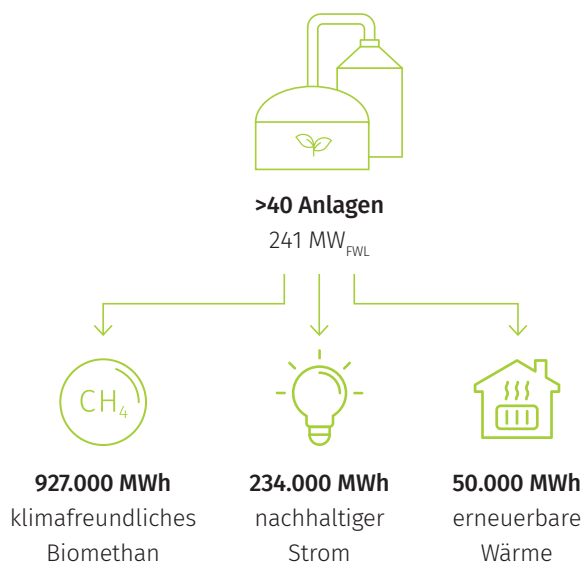 >40 Anlagen
241 MW_FWL
CH₄
927.000 MWh
klimafreundliches
Biomethan
234.000 MWh
nachhaltiger
Strom
50.000 MWh
erneuerbare
Wärme